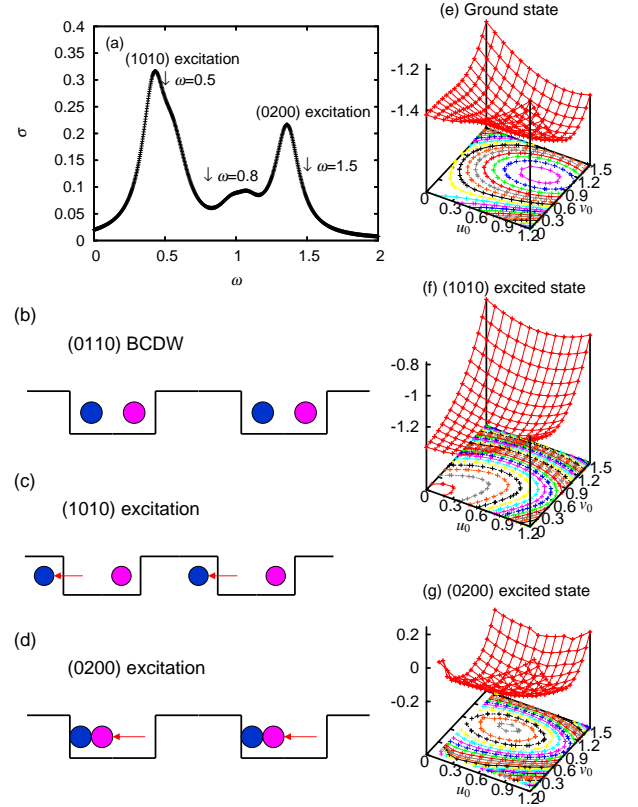 (a)
(1010) excitation
↓ ω=0.5
(0200) excitation
↓ ω=0.8
↓ ω=1.5
0.4
0.35
0.3
0.25
0.2
0.15
0.1
0.05
0
σ
0 0.5 1 1.5 2
ω
(b)
(0110) BCDW
(c)
(1010) excitation
(d)
(0200) excitation
(e) Ground state
-1.2
-1.4
0 0.3 0.6 0.9 1.2
u0
0 0.3 0.6 0.9 1.2 1.5
v0
(f) (1010) excited state
-0.8
-1
-1.2
0 0.3 0.6 0.9 1.2
u0
0 0.3 0.6 0.9 1.2 1.5
v0
(g) (0200) excited state
0.2
0
-0.2
0 0.3 0.6 0.9 1.2
u0
0 0.3 0.6 0.9 1.2 1.5
v0